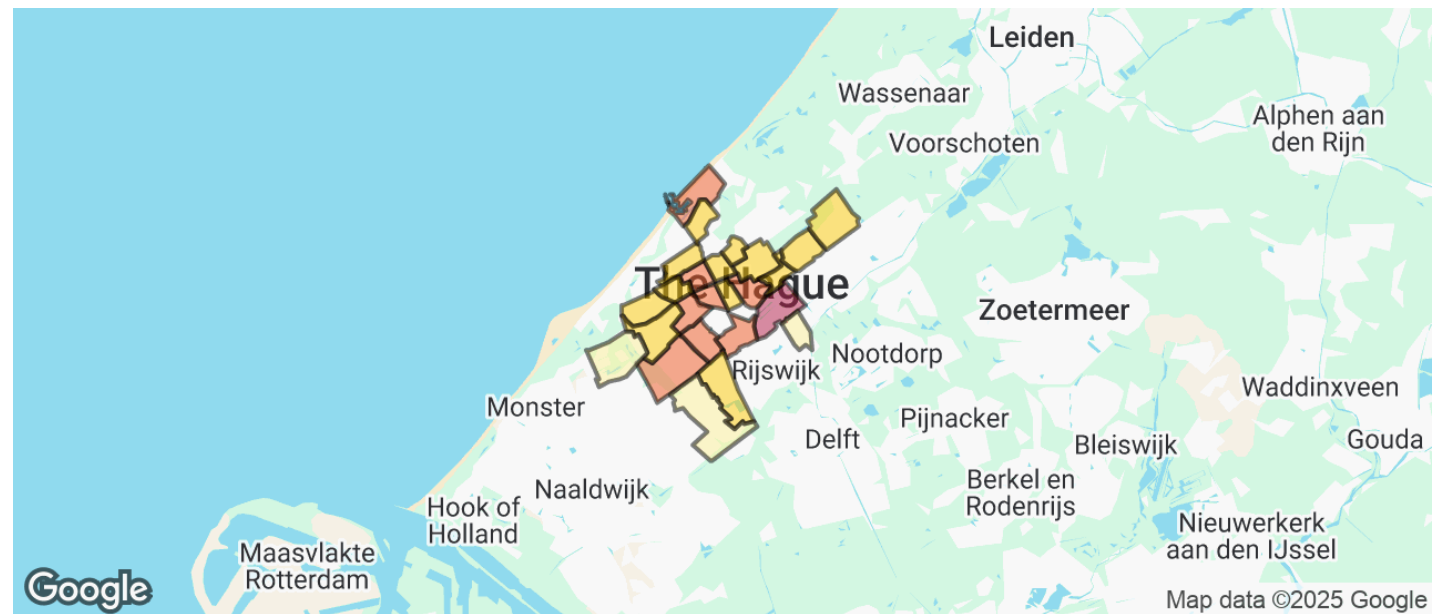 Leiden
Wassenaar
Alphen aan
den Rijn
Voorschoten
The Hague
Zoetermeer
Nootdorp
Rijswijk
Waddinxveen
Monster
Pijnacker
Delft
Bleiswijk
Gouda
Naaldwijk
Berkel en
Rodenrijs
Hook of
Holland
Nieuwerkerk
aan den IJssel
Maasvlakte
Rotterdam
Google
Map data ©2025 Google